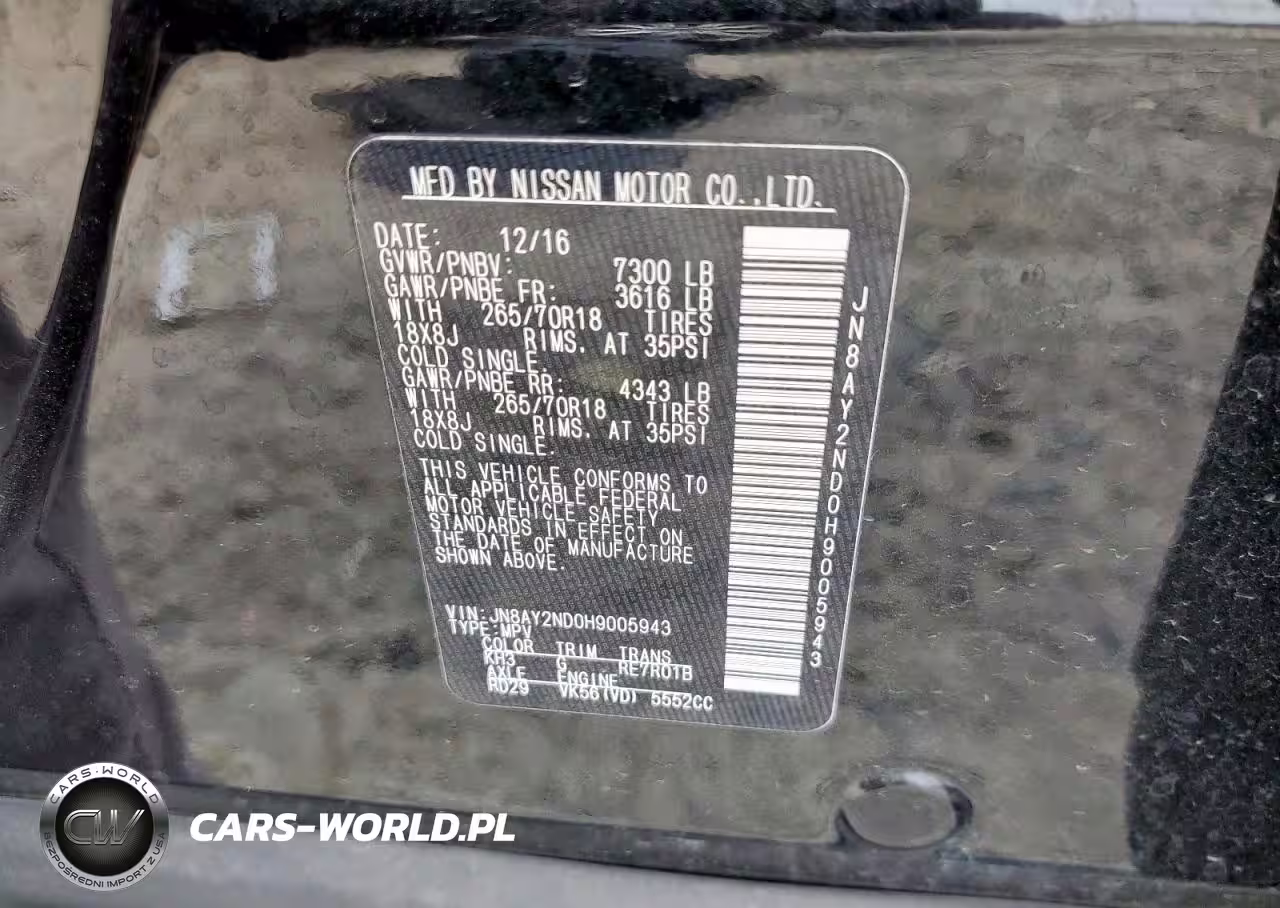 MFD BY NISSAN MOTOR CO.,LTD.
DATE: 12/16
GVWR/PNBV: 7300 LB
GAWR/PNBE FR: 3616 LB
WITH 265/70R18 TIRES
18X8J RIMS. AT 35PSI
COLD SINGLE.
GAWR/PNBE RR: 4343 LB
WITH 265/70R18 TIRES
18X8J RIMS. AT 35PSI
COLD SINGLE.
THIS VEHICLE CONFORMS TO
ALL APPLICABLE FEDERAL
MOTOR VEHICLE SAFETY
STANDARDS IN EFFECT ON
THE DATE OF MANUFACTURE
SHOWN ABOVE.
VIN:JN8AY2ND0H9005943
TYPE:MPV
COLOR TRIM TRANS
KH3 G RE7R01B
AXLE ENGINE
RD29 VK56(VD) 5552CC
JN8AY2ND0H9005943
CARS-WORLD
CW
BEZPOŚREDNI IMPORT Z USA
CARS-WORLD.PL